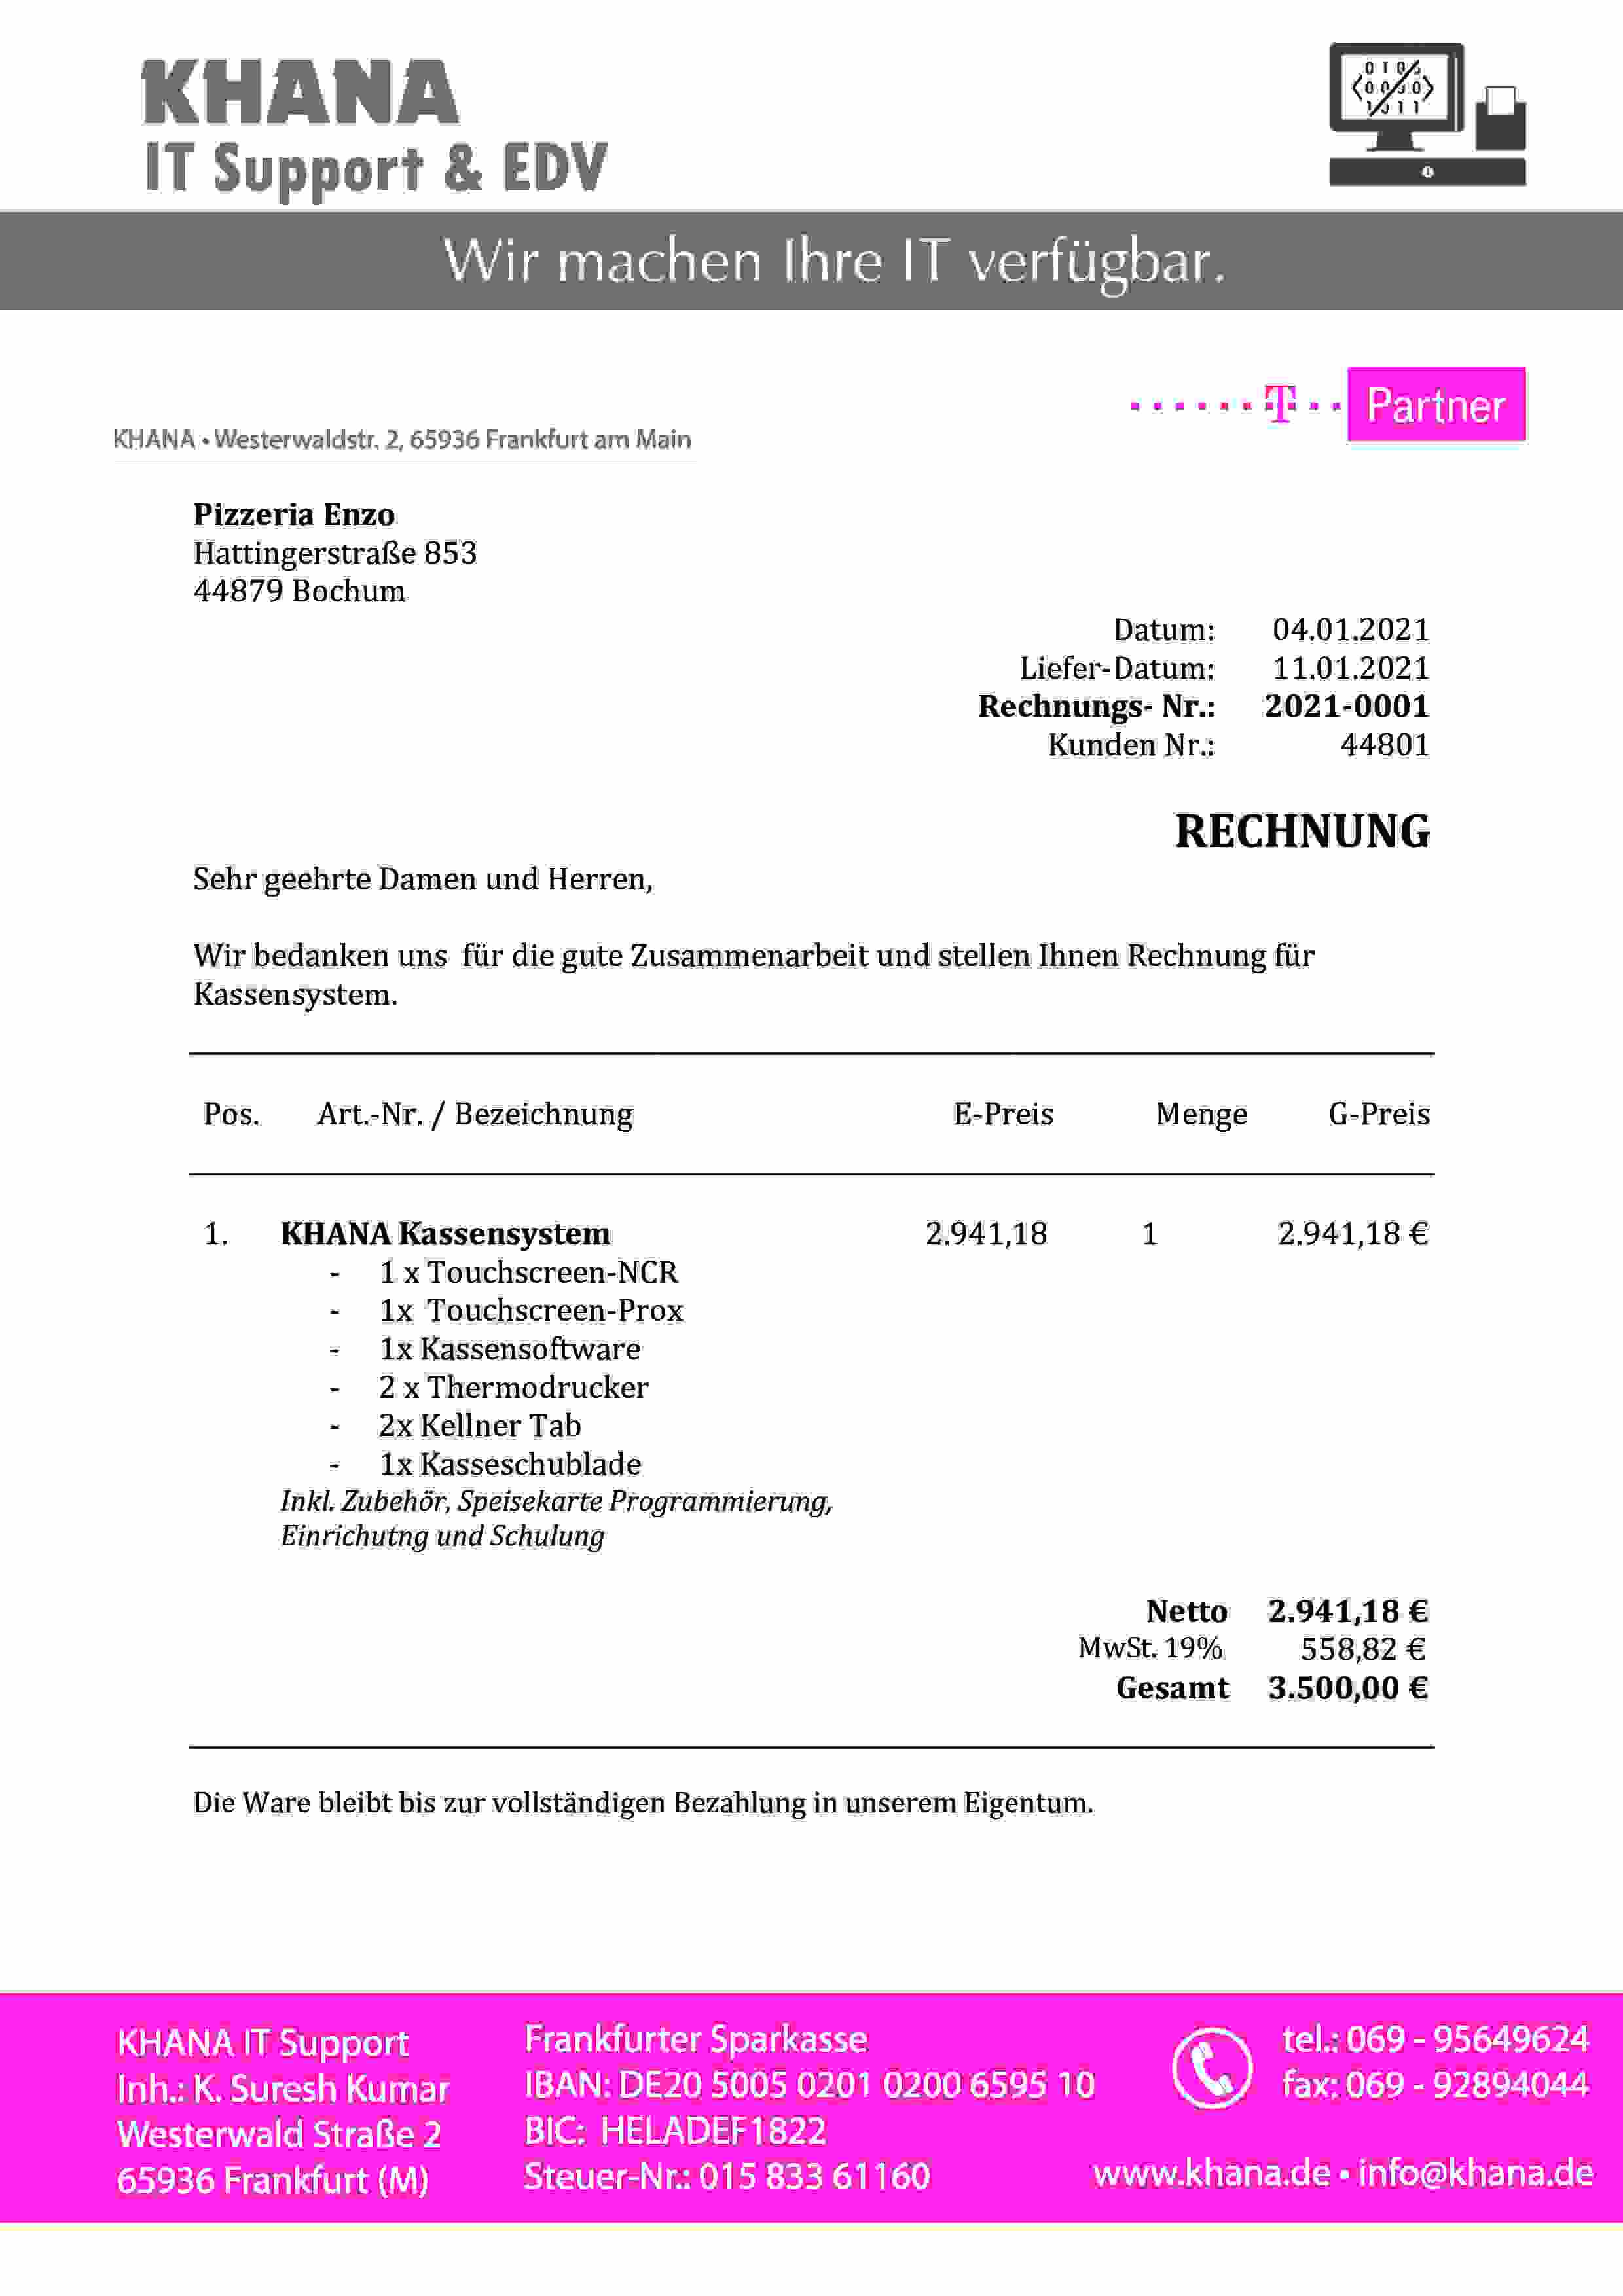 KHANA
IT Support & EDV
Wir machen Ihre IT verfügbar.
T Partner
KHANA • Westerwaldstr. 2, 65936 Frankfurt am Main
Pizzeria Enzo
Hattingerstraße 853
44879 Bochum
Datum: 04.01.2021
Liefer-Datum: 11.01.2021
Rechnungs- Nr.: 2021-0001
Kunden Nr.: 44801
RECHNUNG
Sehr geehrte Damen und Herren,
Wir bedanken uns für die gute Zusammenarbeit und stellen Ihnen Rechnung für
Kassensystem.
Pos. Art.-Nr. / Bezeichnung E-Preis Menge G-Preis
1. KHANA Kassensystem 2.941,18 1 2.941,18 €
- 1 x Touchscreen-NCR
- 1x Touchscreen-Prox
- 1x Kassensoftware
- 2 x Thermodrucker
- 2x Kellner Tab
- 1x Kasseschublade
Inkl. Zubehör, Speisekarte Programmierung,
Einrichutng und Schulung
Netto 2.941,18 €
MwSt. 19% 558,82 €
Gesamt 3.500,00 €
Die Ware bleibt bis zur vollständigen Bezahlung in unserem Eigentum.
KHANA IT Support
Inh.: K. Suresh Kumar
Westerwald Straße 2
65936 Frankfurt (M)
Frankfurter Sparkasse
IBAN: DE20 5005 0201 0200 6595 10
BIC: HELADEF1822
Steuer-Nr.: 015 833 61160
tel.: 069 - 95649624
fax: 069 - 92894044
www.khana.de • info@khana.de